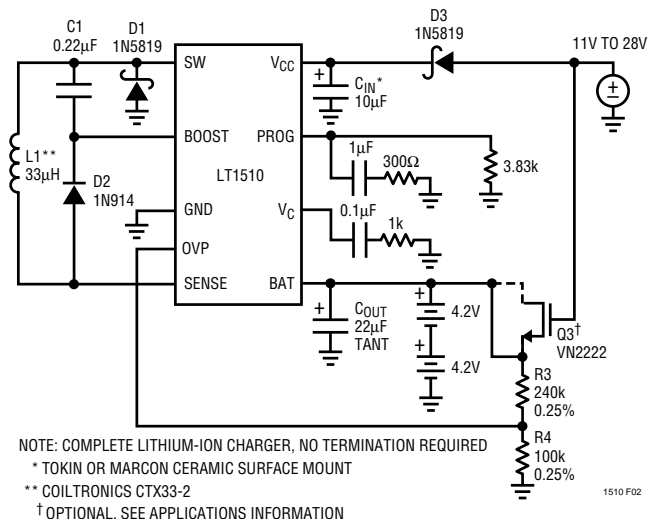 C1
0.22µF
D1
1N5819
D3
1N5819
11V TO 28V
SW
VCC
CIN*
10µF
BOOST
PROG
1µF
300Ω
3.83k
L1**
33µH
D2
1N914
LT1510
GND
VC
0.1µF
1k
OVP
SENSE
BAT
COUT
22µF
TANT
4.2V
4.2V
Q3†
VN2222
R3
240k
0.25%
R4
100k
0.25%
NOTE: COMPLETE LITHIUM-ION CHARGER, NO TERMINATION REQUIRED
* TOKIN OR MARCON CERAMIC SURFACE MOUNT
** COILTRONICS CTX33-2
† OPTIONAL, SEE APPLICATIONS INFORMATION
1510 F02